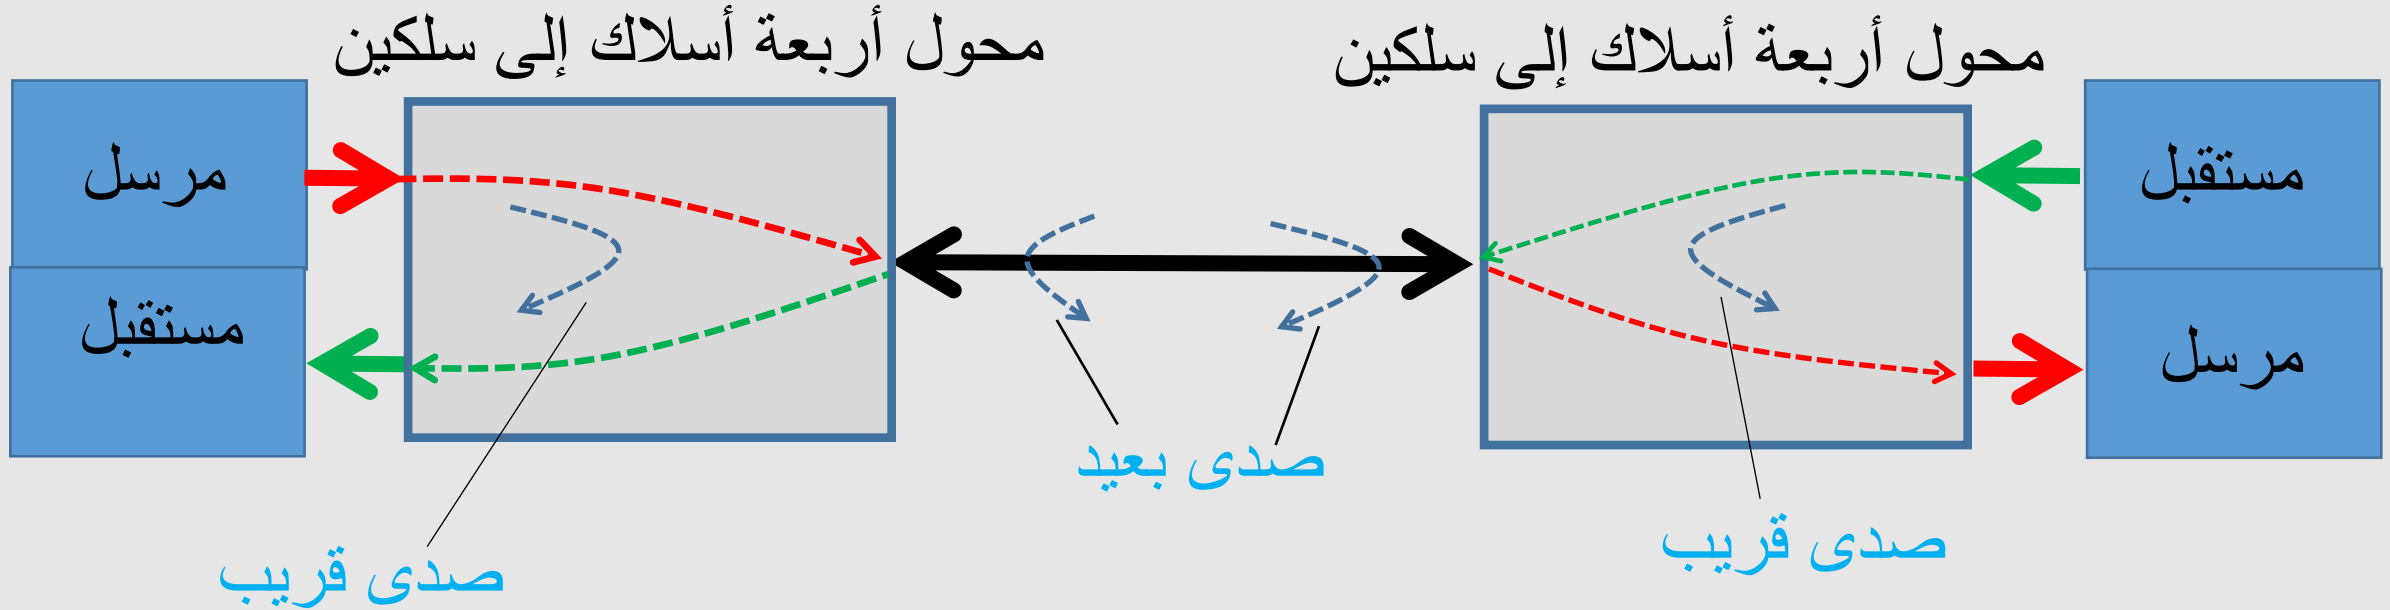 محول أربعة أسلاك إلى سلكين
محول أربعة أسلاك إلى سلكين
مستقبل
مرسل
مرسل
مستقبل
صدى بعيد
صدى قريب
صدى قريب